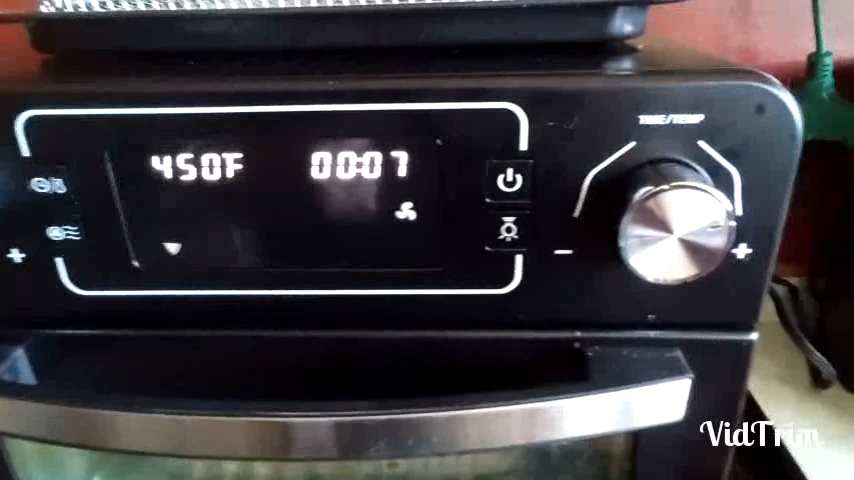 TIME/TEMP
450F 00:07
- +
+
VidTrim